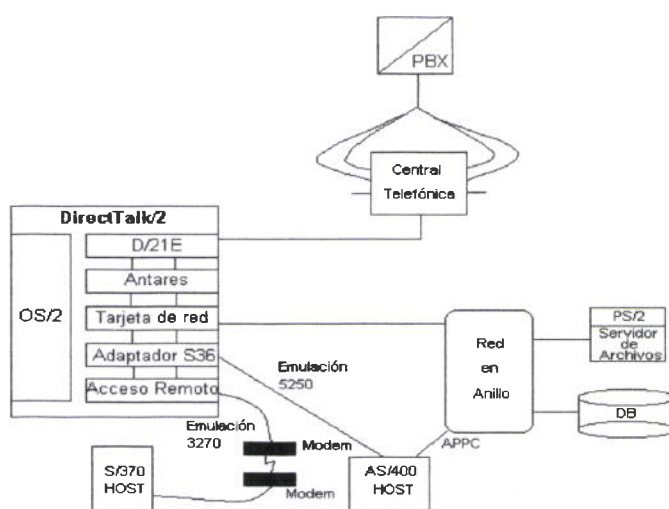 PBX
Central
Telefónica
DirectTalk/2
D/21E
Antares
OS/2
Tarjeta de red
Adaptador S36
Acceso Remoto
Emulación
5250
Red
en
Anillo
PS/2
Servidor
de
Archivos
DB
Emulación
3270
Modem
Modem
APPC
S/370
HOST
AS/400
HOST